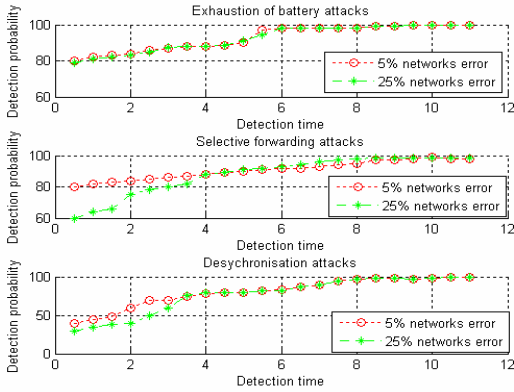 Exhaustion of battery attacks
Detection probability
100
80
60
0 2 4 6 8 10 12
Detection time
5% networks error
25% networks error
Selective forwarding attacks
Detection probability
100
80
60
0 2 4 6 8 10 12
Detection time
5% networks error
25% networks error
Desychronisation attacks
Detection probability
100
50
0
0 2 4 6 8 10 12
Detection time
5% networks error
25% networks error